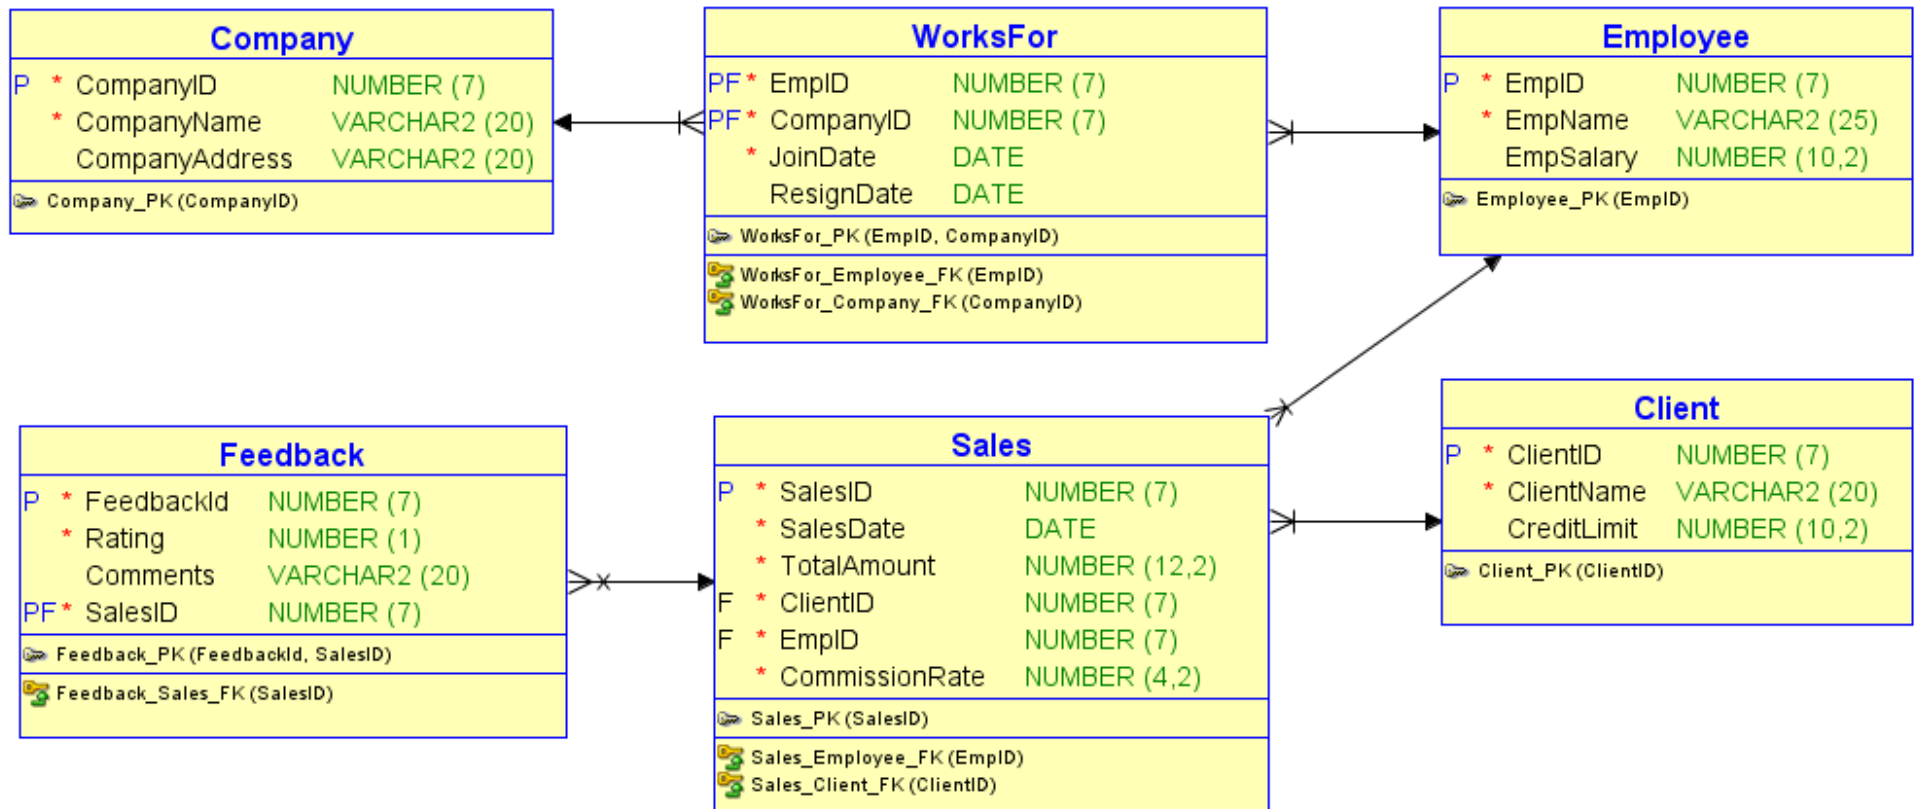 Company
P * CompanyID NUMBER (7)
* CompanyName VARCHAR2 (20)
CompanyAddress VARCHAR2 (20)
Company_PK (CompanyID)
WorksFor
PF* EmpID NUMBER (7)
PF* CompanyID NUMBER (7)
* JoinDate DATE
ResignDate DATE
WorksFor_PK (EmpID, CompanyID)
WorksFor_Employee_FK (EmpID)
WorksFor_Company_FK (CompanyID)
Employee
P * EmpID NUMBER (7)
* EmpName VARCHAR2 (25)
EmpSalary NUMBER (10,2)
Employee_PK (EmpID)
Feedback
P * FeedbackId NUMBER (7)
* Rating NUMBER (1)
Comments VARCHAR2 (20)
PF* SalesID NUMBER (7)
Feedback_PK (FeedbackId, SalesID)
Feedback_Sales_FK (SalesID)
Sales
P * SalesID NUMBER (7)
* SalesDate DATE
* TotalAmount NUMBER (12,2)
F * ClientID NUMBER (7)
F * EmpID NUMBER (7)
* CommissionRate NUMBER (4,2)
Sales_PK (SalesID)
Sales_Employee_FK (EmpID)
Sales_Client_FK (ClientID)
Client
P * ClientID NUMBER (7)
* ClientName VARCHAR2 (20)
CreditLimit NUMBER (10,2)
Client_PK (ClientID)